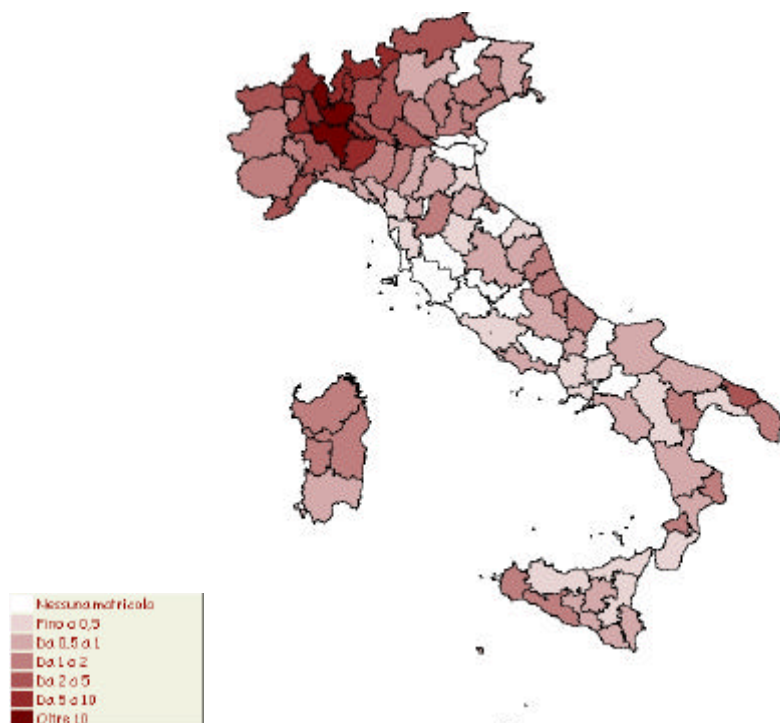 Nessuna matricola
Fino a 0,5
Da 0,5 a 1
Da 1 a 2
Da 2 a 5
Da 5 a 10
Oltre 10